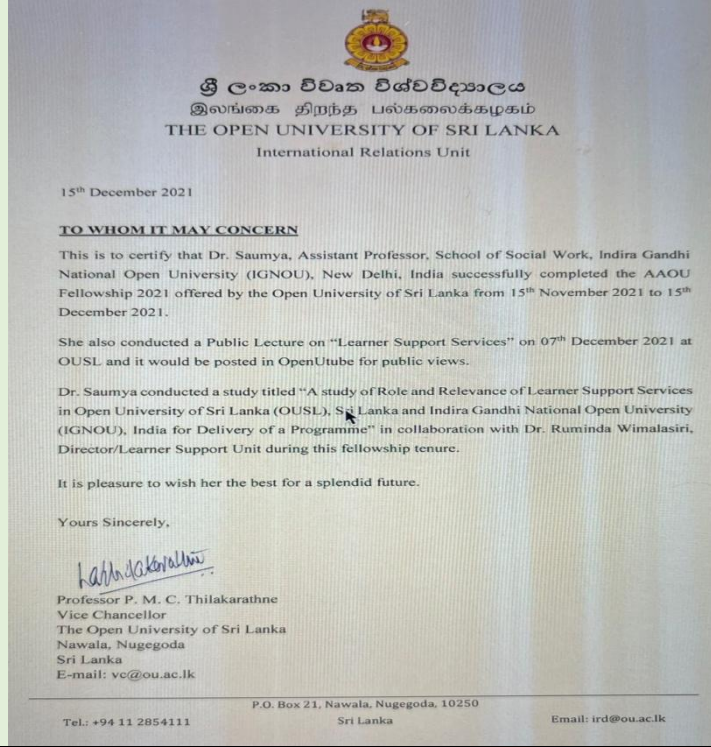 ශ්‍රී ලංකා විවෘත විශ්වවිද්‍යාලය
இலங்கை திறந்த பல்கலைக்கழகம்
THE OPEN UNIVERSITY OF SRI LANKA
International Relations Unit
15th December 2021
TO WHOM IT MAY CONCERN
This is to certify that Dr. Saumya, Assistant Professor, School of Social Work, Indira Gandhi
National Open University (IGNOU), New Delhi, India successfully completed the AAOU
Fellowship 2021 offered by the Open University of Sri Lanka from 15th November 2021 to 15th
December 2021.
She also conducted a Public Lecture on “Learner Support Services” on 07th December 2021 at
OUSL and it would be posted in OpenUtube for public views.
Dr. Saumya conducted a study titled “A study of Role and Relevance of Learner Support Services
in Open University of Sri Lanka (OUSL), Sri Lanka and Indira Gandhi National Open University
(IGNOU), India for Delivery of a Programme” in collaboration with Dr. Ruminda Wimalasiri,
Director/Learner Support Unit during this fellowship tenure.
It is pleasure to wish her the best for a splendid future.
Yours Sincerely,
Professor P. M. C. Thilakarathne
Vice Chancellor
The Open University of Sri Lanka
Nawala, Nugegoda
Sri Lanka
E-mail: vc@ou.ac.lk
P.O. Box 21, Nawala, Nugegoda, 10250
Tel.: +94 11 2854111 Sri Lanka Email: ird@ou.ac.lk